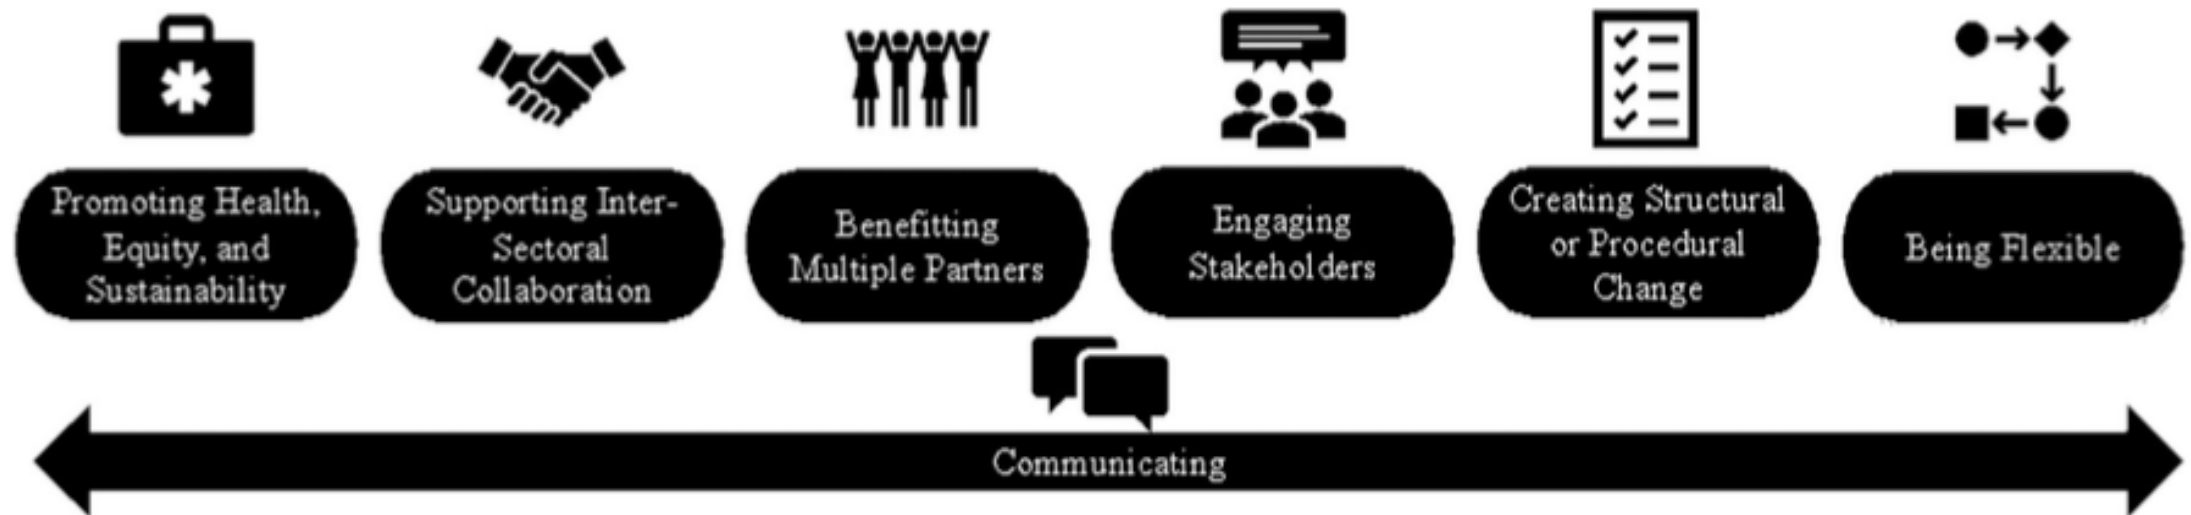 Promoting Health,
Equity, and
Sustainability
Supporting Inter-
Sectoral
Collaboration
Benefitting
Multiple Partners
Engaging
Stakeholders
Creating Structural
or Procedural
Change
Being Flexible
Communicating